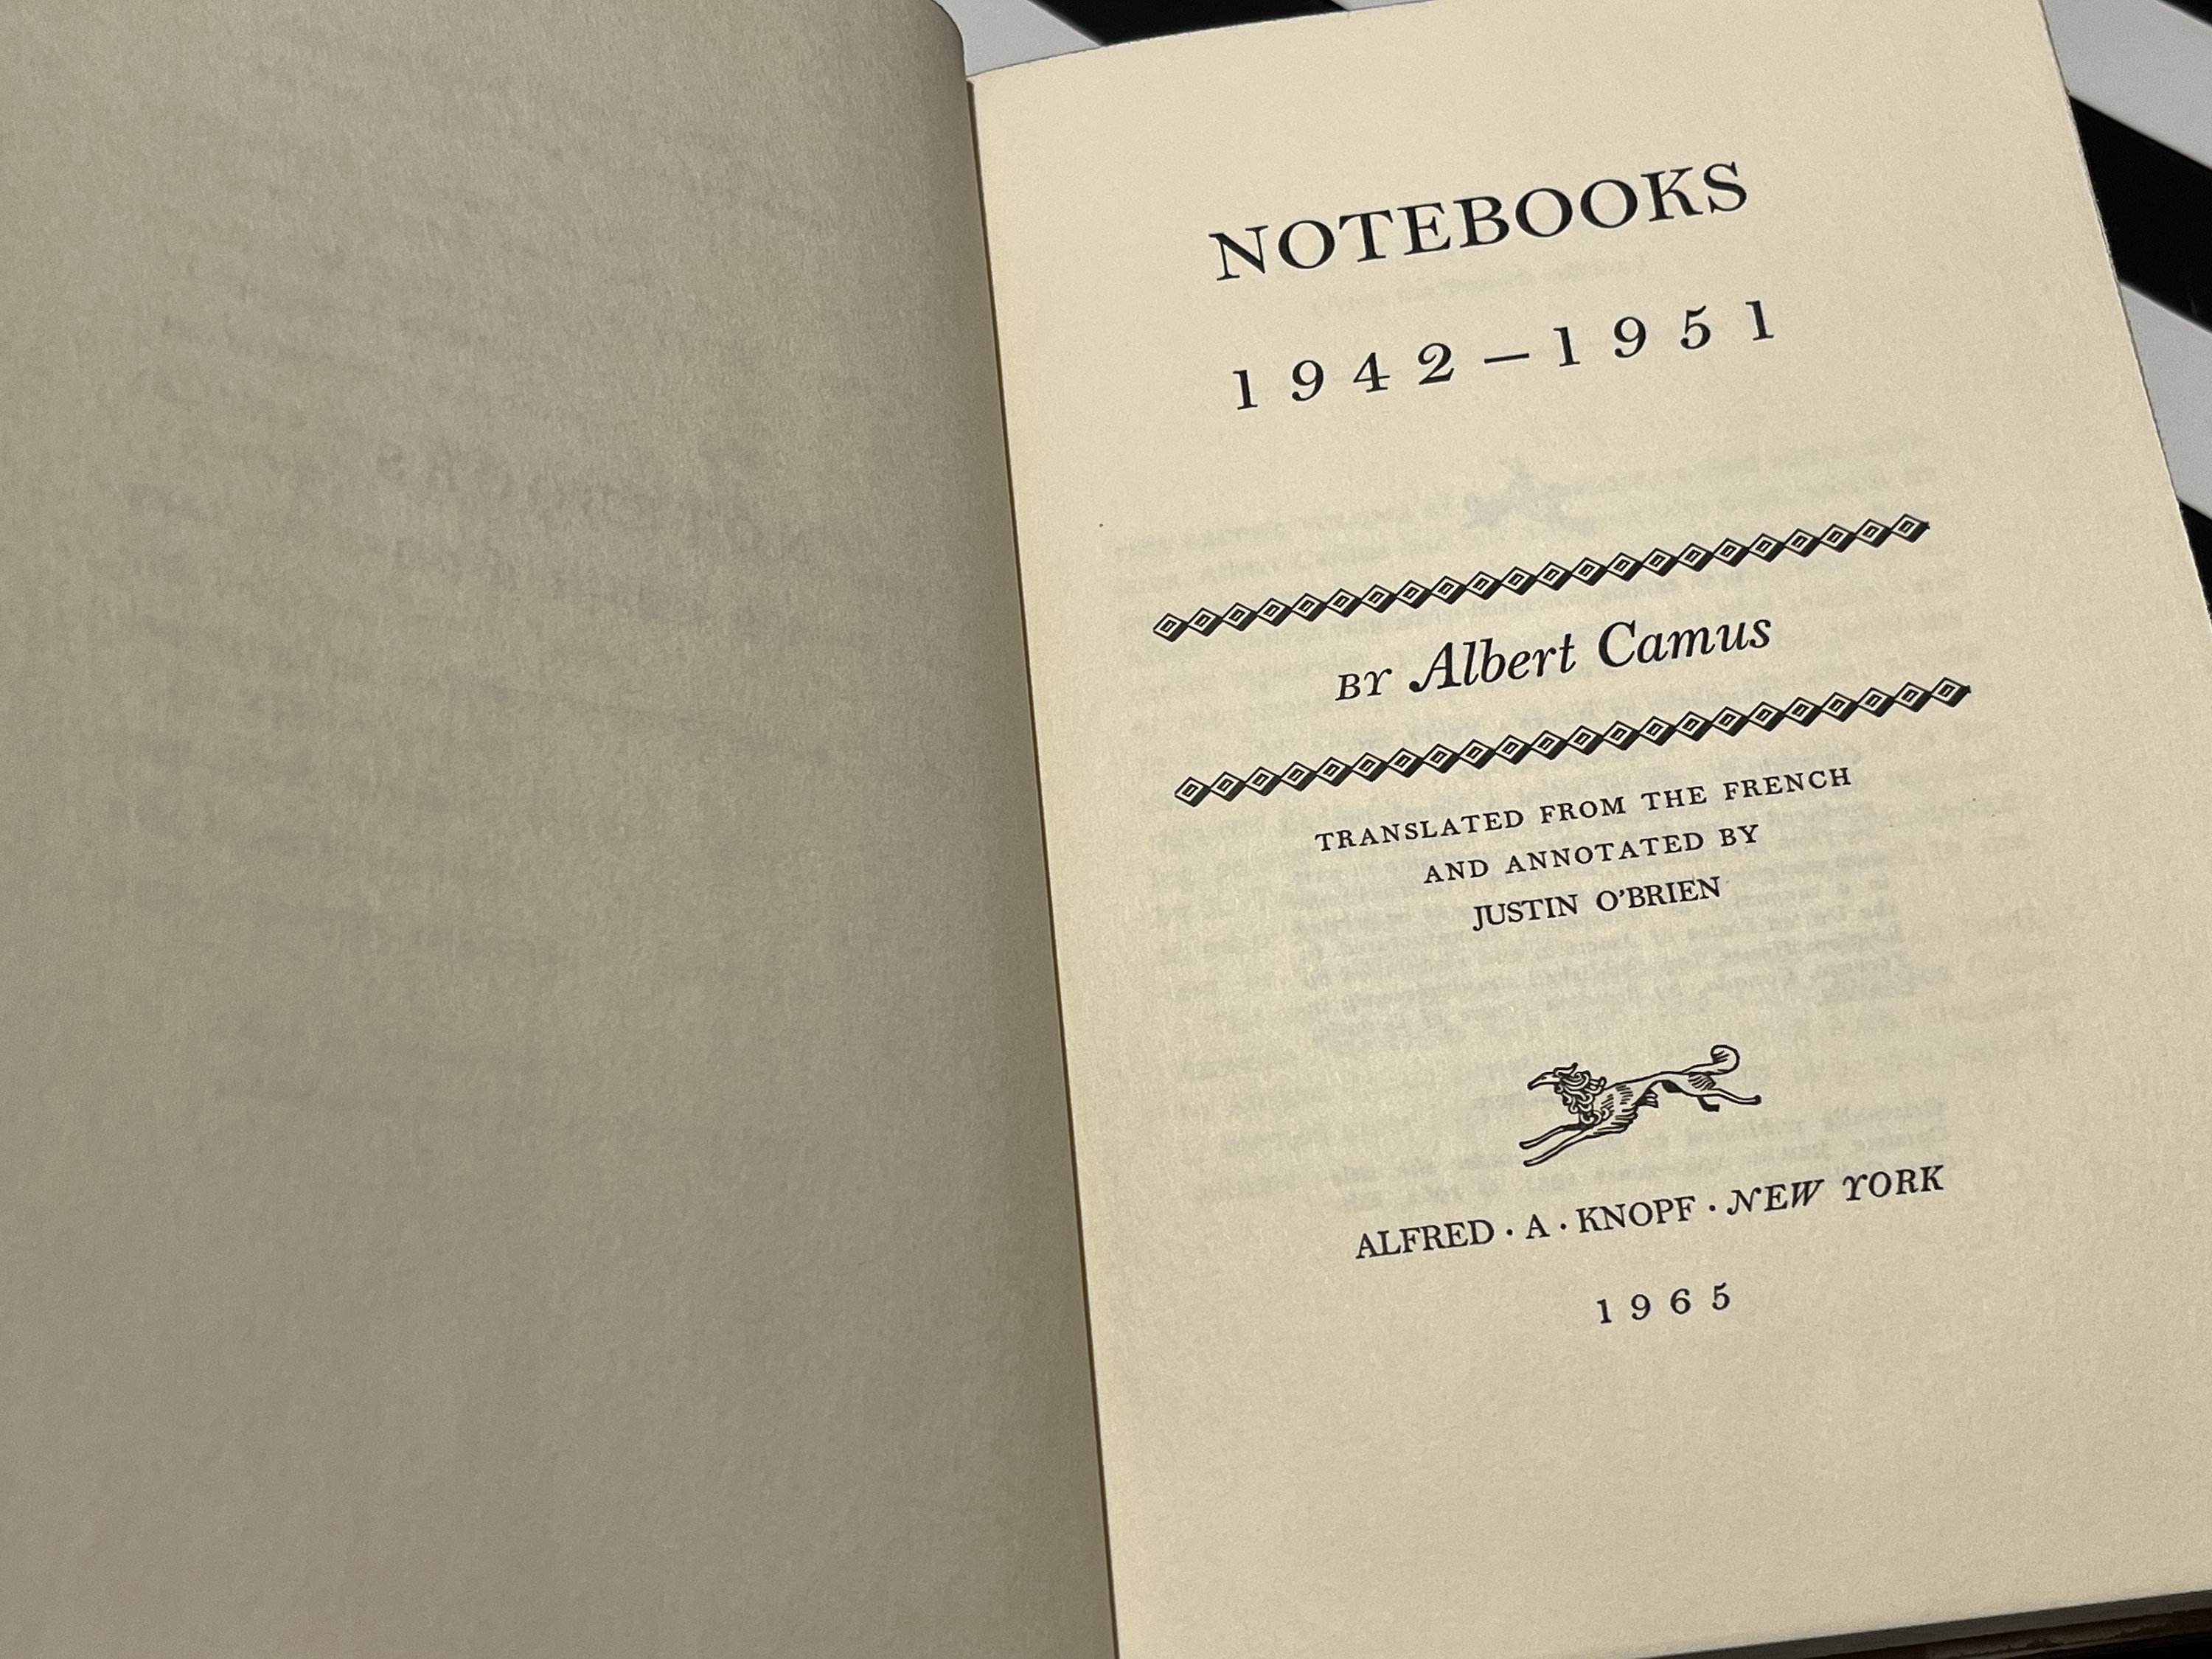 NOTEBOOKS
1942–1951
BY Albert Camus
TRANSLATED FROM THE FRENCH
AND ANNOTATED BY
JUSTIN O'BRIEN
ALFRED · A · KNOPF · NEW YORK
1965